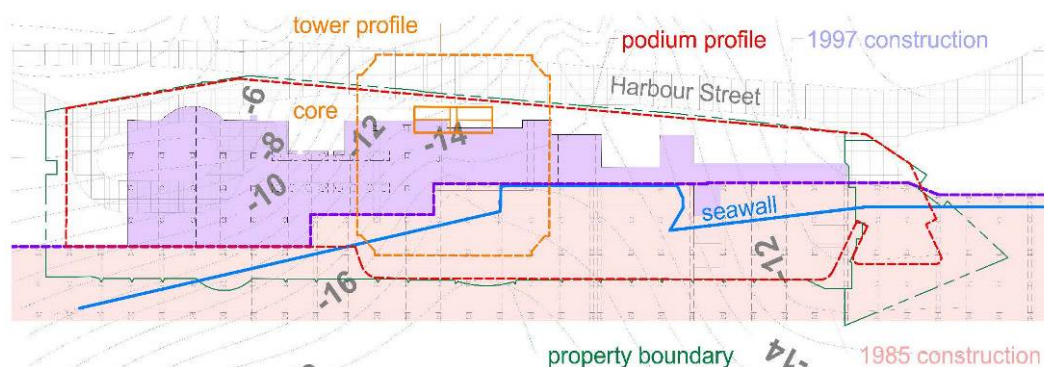 tower profile
podium profile
1997 construction
Harbour Street
-6
core
-8
-12
-14
-10
seawall
-12
-16
property boundary
-14
1985 construction